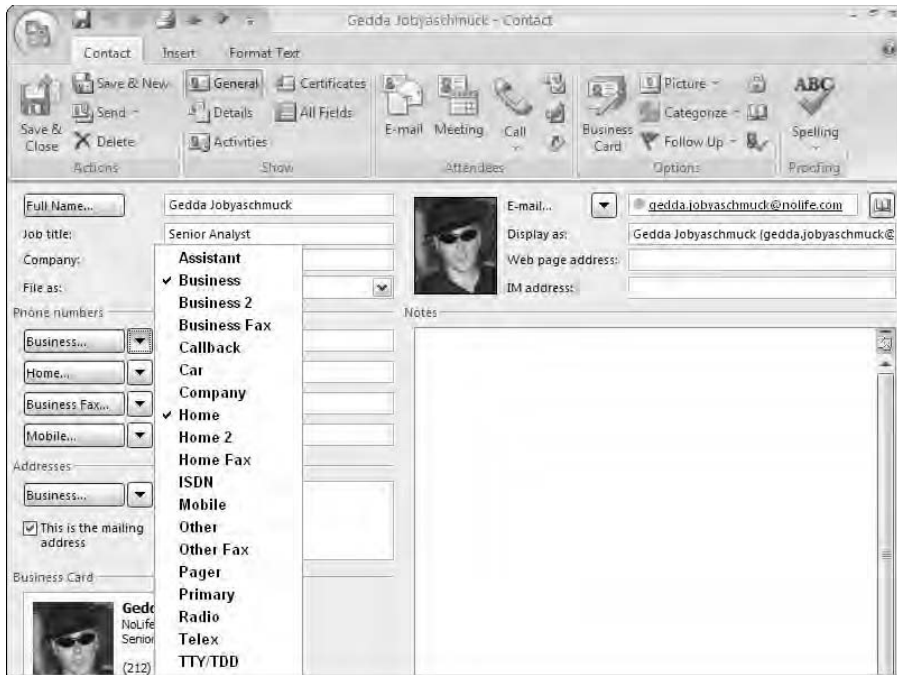 Gedda Jobyaschmuck - Contact
Contact Insert Format Text
Save & Close
Save & New
Send
Delete
Actions
General
Details
Activities
Certificates
All Fields
Show
E-mail Meeting Call
Attendees
Business Card
Picture
Categorize
Follow Up
Options
ABC
Spelling
Proofing
Full Name... Gedda Jobyaschmuck
Job title: Senior Analyst
Company:
File as:
E-mail... gedda.jobyaschmuck@nolife.com
Display as: Gedda Jobyaschmuck (gedda.jobyaschmuck@
Web page address:
IM address:
Phone numbers
Business...
Home...
Business Fax...
Mobile...
Addresses
Business...
This is the mailing
address
Assistant
Business
Business 2
Business Fax
Callback
Car
Company
Home
Home 2
Home Fax
ISDN
Mobile
Other
Other Fax
Pager
Primary
Radio
Telex
TTY/TDD
Notes
Business Card
Gedd
NoLife
Senior
(212)